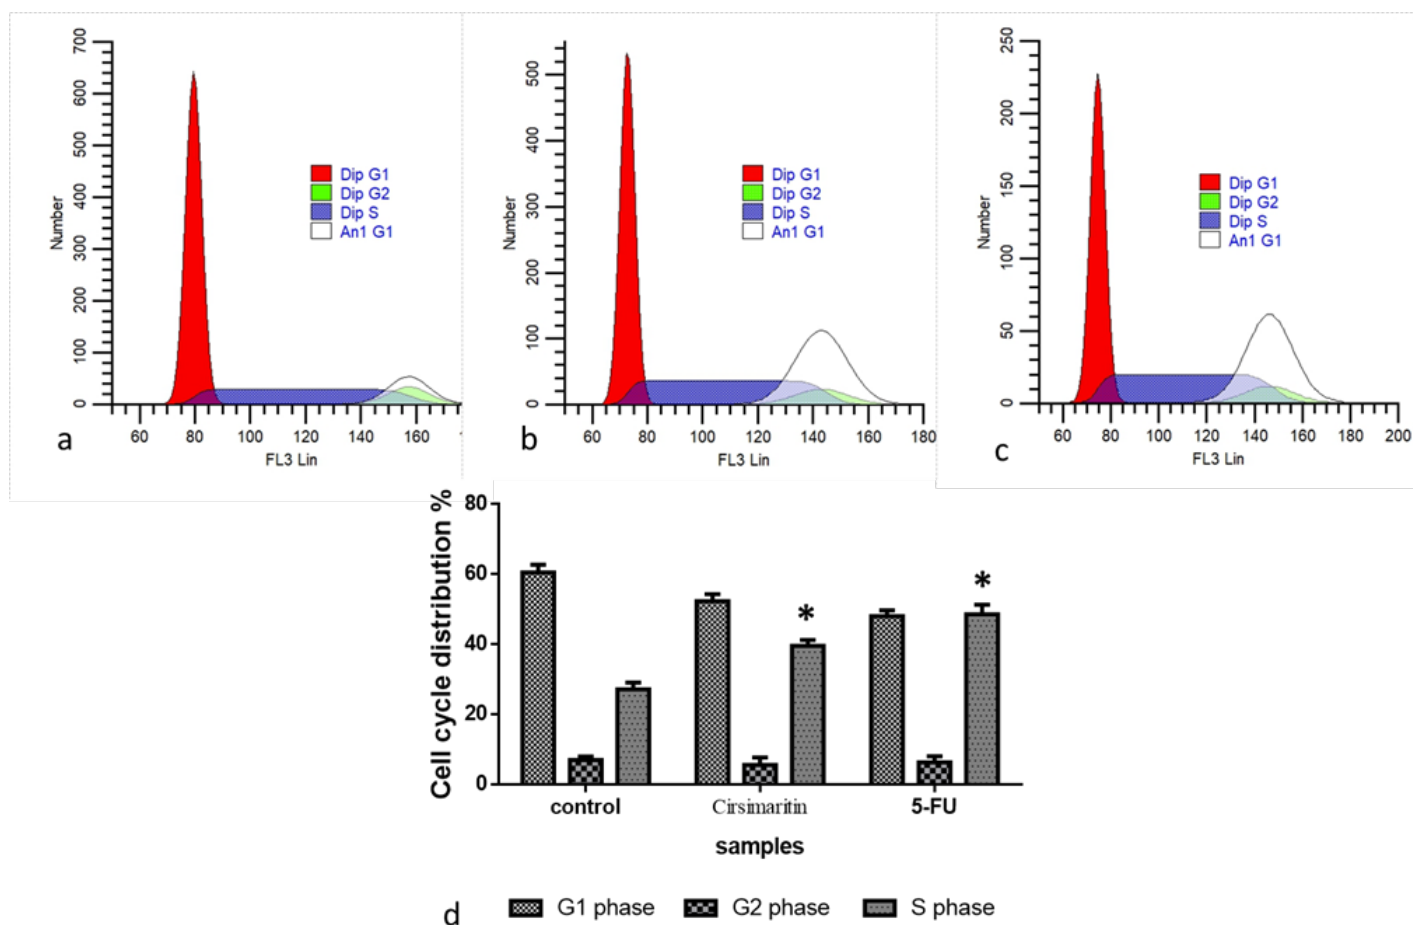 700
600
500
400
300
200
100
0
Number
Dip G1
Dip G2
Dip S
An1 G1
60 80 100 120 140 160
FL3 Lin
a
500
400
300
200
100
0
Number
Dip G1
Dip G2
Dip S
An1 G1
60 80 100 120 140 160 180
FL3 Lin
b
250
200
150
100
50
0
Number
Dip G1
Dip G2
Dip S
An1 G1
60 80 100 120 140 160 180 200
FL3 Lin
c
80
60
40
20
0
Cell cycle distribution %
*
*
control Cirsimaritin 5-FU
samples
d G1 phase G2 phase S phase